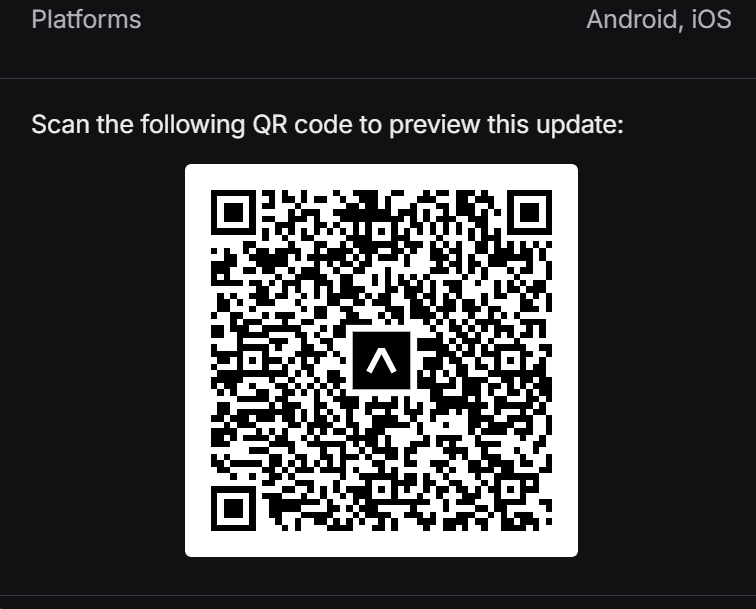 Platforms
Android, iOS
Scan the following QR code to preview this update: